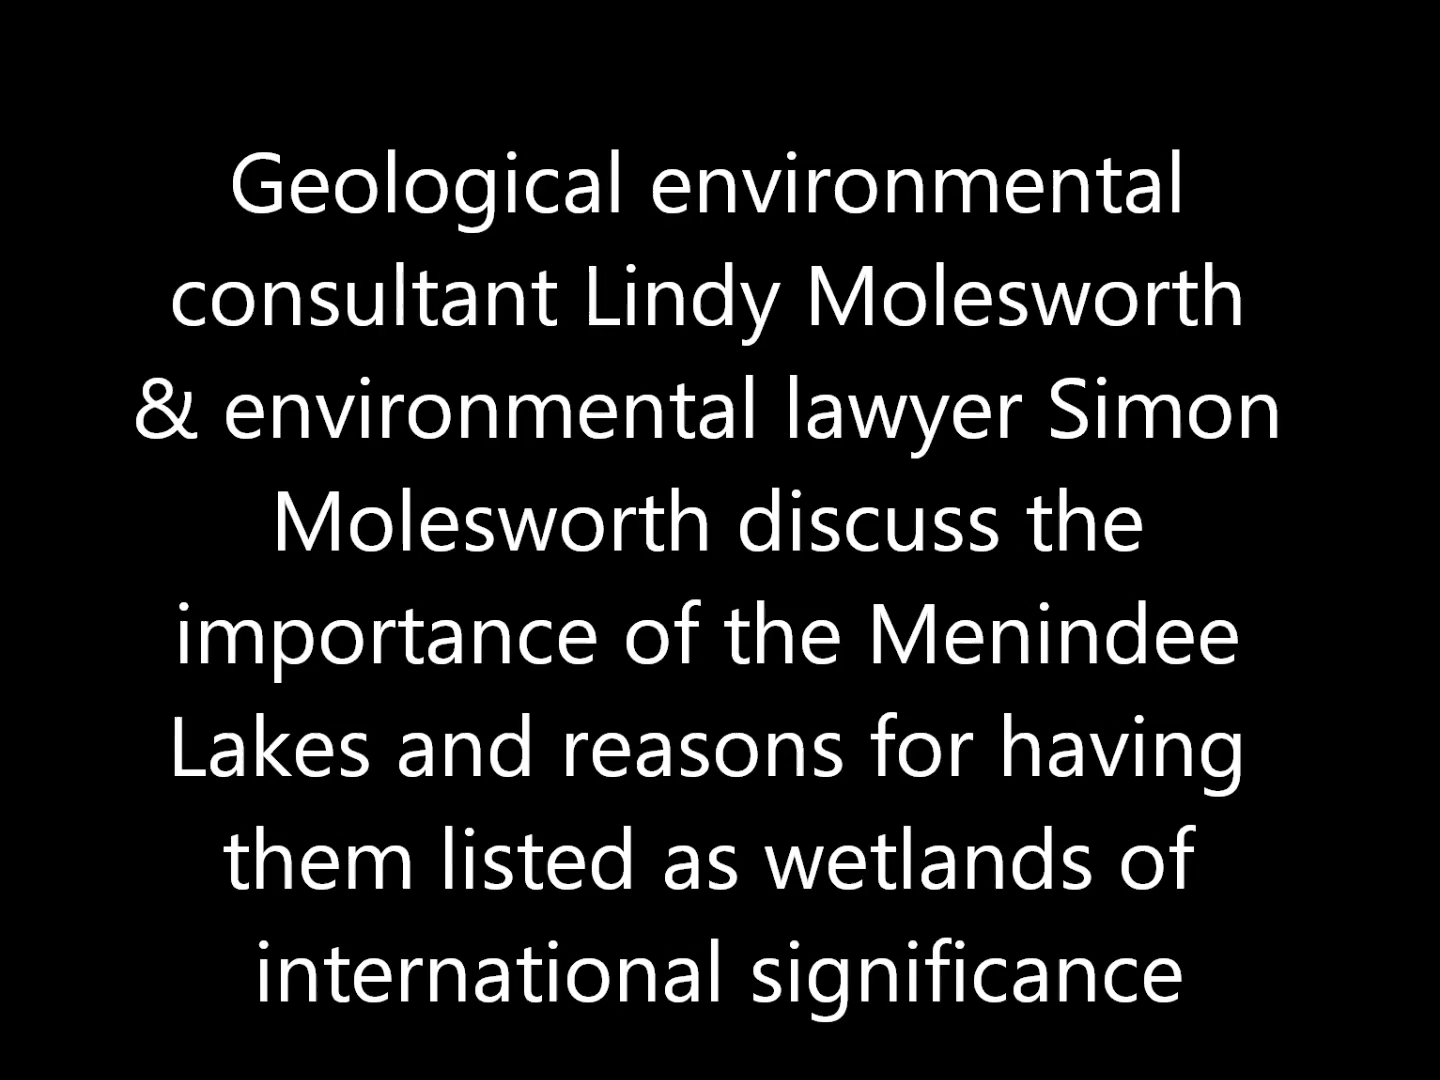 Geological environmental
consultant Lindy Molesworth
& environmental lawyer Simon
Molesworth discuss the
importance of the Menindee
Lakes and reasons for having
them listed as wetlands of
international significance